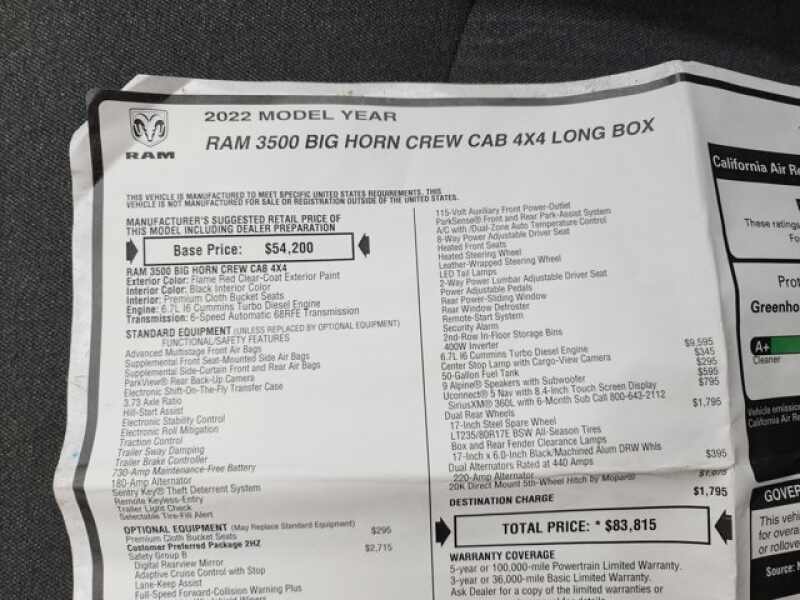 2022 MODEL YEAR
RAM 3500 BIG HORN CREW CAB 4X4 LONG BOX
RAM
THIS VEHICLE IS MANUFACTURED TO MEET SPECIFIC UNITED STATES REQUIREMENTS. THIS
VEHICLE IS NOT MANUFACTURED FOR SALE OR REGISTRATION OUTSIDE OF THE UNITED STATES.
MANUFACTURER'S SUGGESTED RETAIL PRICE OF
THIS MODEL INCLUDING DEALER PREPARATION
Base Price: $54,200
RAM 3500 BIG HORN CREW CAB 4X4
Exterior Color: Flame Red Clear-Coat Exterior Paint
Interior Color: Black Interior Color
Interior: Premium Cloth Bucket Seats
Engine: 6.7L I6 Cummins Turbo Diesel Engine
Transmission: 6-Speed Automatic 68RFE Transmission
STANDARD EQUIPMENT (UNLESS REPLACED BY OPTIONAL EQUIPMENT)
FUNCTIONAL/SAFETY FEATURES
Advanced Multistage Front Air Bags
Supplemental Front Seat-Mounted Side Air Bags
Supplemental Side-Curtain Front and Rear Air Bags
ParkView® Rear Back-Up Camera
Electronic Shift-On-The-Fly Transfer Case
3.73 Axle Ratio
Hill-Start Assist
Electronic Stability Control
Electronic Roll Mitigation
Traction Control
Trailer Sway Damping
Trailer Brake Controller
730-Amp Maintenance-Free Battery
180-Amp Alternator
Sentry Key® Theft Deterrent System
Remote Keyless-Entry
Trailer Light Check
Selectable Tire-Fill Alert
OPTIONAL EQUIPMENT (May Replace Standard Equipment)
Premium Cloth Bucket Seats $295
Customer Preferred Package 2HZ
Safety Group B $2,715
Digital Rearview Mirror
Adaptive Cruise Control with Stop
Lane-Keep Assist
Full-Speed Forward-Collision Warning Plus
115-Volt Auxiliary Front Power-Outlet
ParkSense® Front and Rear Park-Assist System
A/C with /Dual-Zone Auto Temperature Control
8-Way Power Adjustable Driver Seat
Heated Front Seats
Heated Steering Wheel
Leather-Wrapped Steering Wheel
LED Tail Lamps
2-Way Power Lumbar Adjustable Driver Seat
Power Adjustable Pedals
Rear Power-Sliding Window
Rear Window Defroster
Remote-Start System
Security Alarm
2nd-Row In-Floor Storage Bins
400W Inverter
6.7L I6 Cummins Turbo Diesel Engine $9,595
Center Stop Lamp with Cargo-View Camera $345
50-Gallon Fuel Tank $295
9 Alpine® Speakers with Subwoofer $595
Uconnect® 5 Nav with 8.4-Inch Touch Screen Display $795
SiriusXM® 360L with 6-Month Sub Call 800-643-2112
Dual Rear Wheels $1,795
17-Inch Steel Spare Wheel
LT235/80R17E BSW All-Season Tires
Box and Rear Fender Clearance Lamps
17-Inch x 6.0-Inch Black/Machined Alum DRW Whls
Dual Alternators Rated at 440 Amps $395
220-Amp Alternator
20K Direct Mount 5th-Wheel Hitch by Mopar®
DESTINATION CHARGE $1,795
TOTAL PRICE: * $83,815
WARRANTY COVERAGE
5-year or 100,000-mile Powertrain Limited Warranty.
3-year or 36,000-mile Basic Limited Warranty.
Ask Dealer for a copy of the limited warranties or
California Air Re
These rating
Fo
Prot
Greenho
A+
Cleaner
Vehicle emission
California Air Re
GOVER
This vehic
for overa
or rollove
Source: N